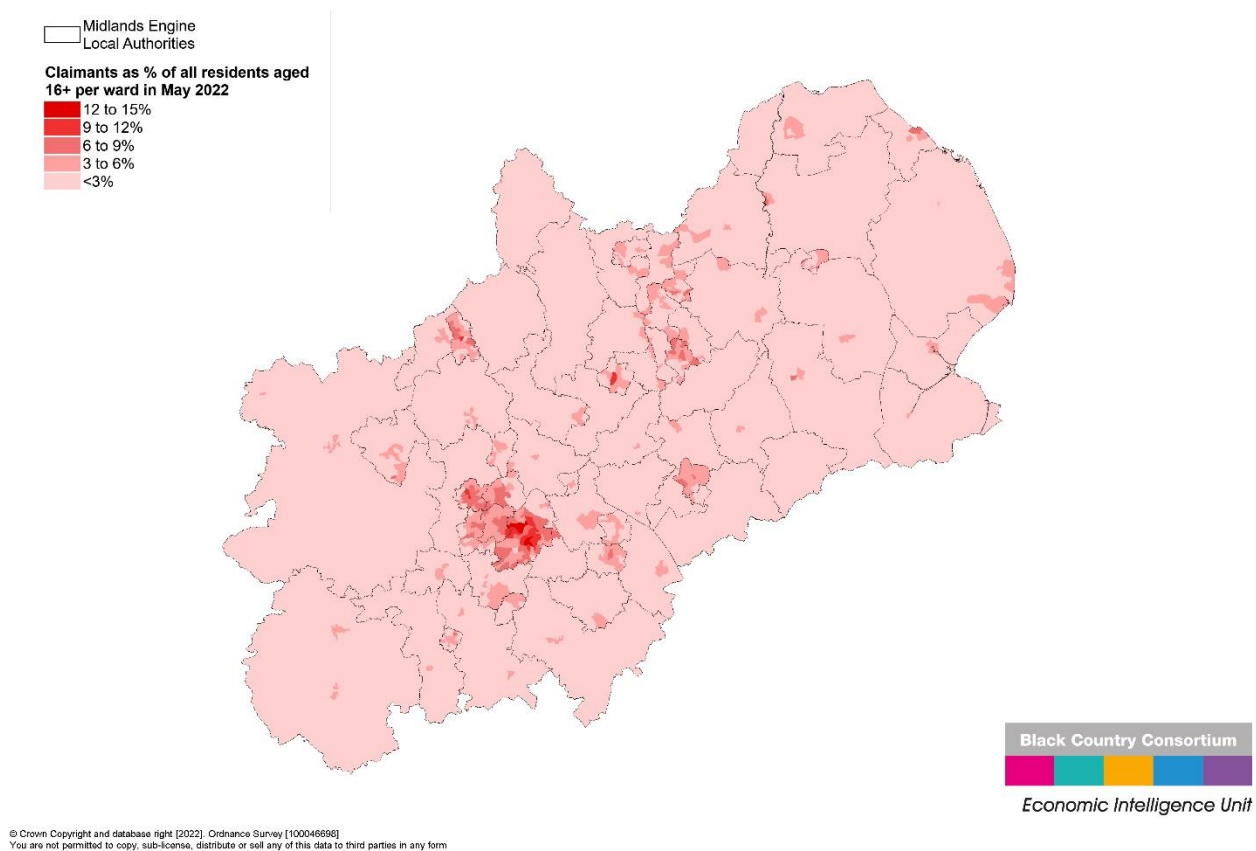 Midlands Engine
Local Authorities
Claimants as % of all residents aged
16+ per ward in May 2022
12 to 15%
9 to 12%
6 to 9%
3 to 6%
<3%
Black Country Consortium
Economic Intelligence Unit
© Crown Copyright and database right [2022]. Ordnance Survey [100046698]
You are not permitted to copy, sub-license, distribute or sell any of this data to third parties in any form